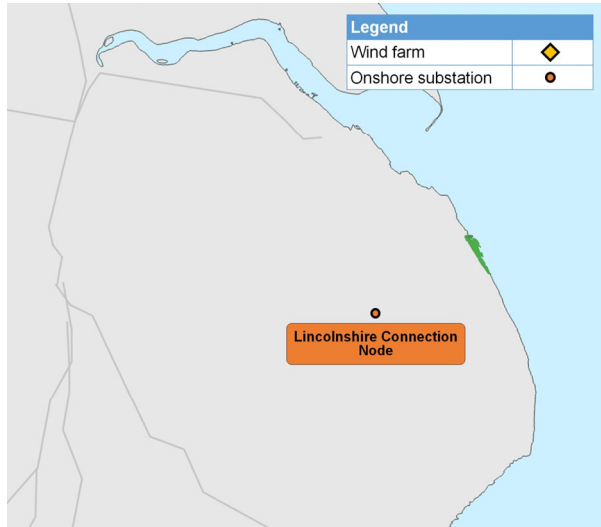 Legend
Wind farm
Onshore substation
Lincolnshire Connection
Node